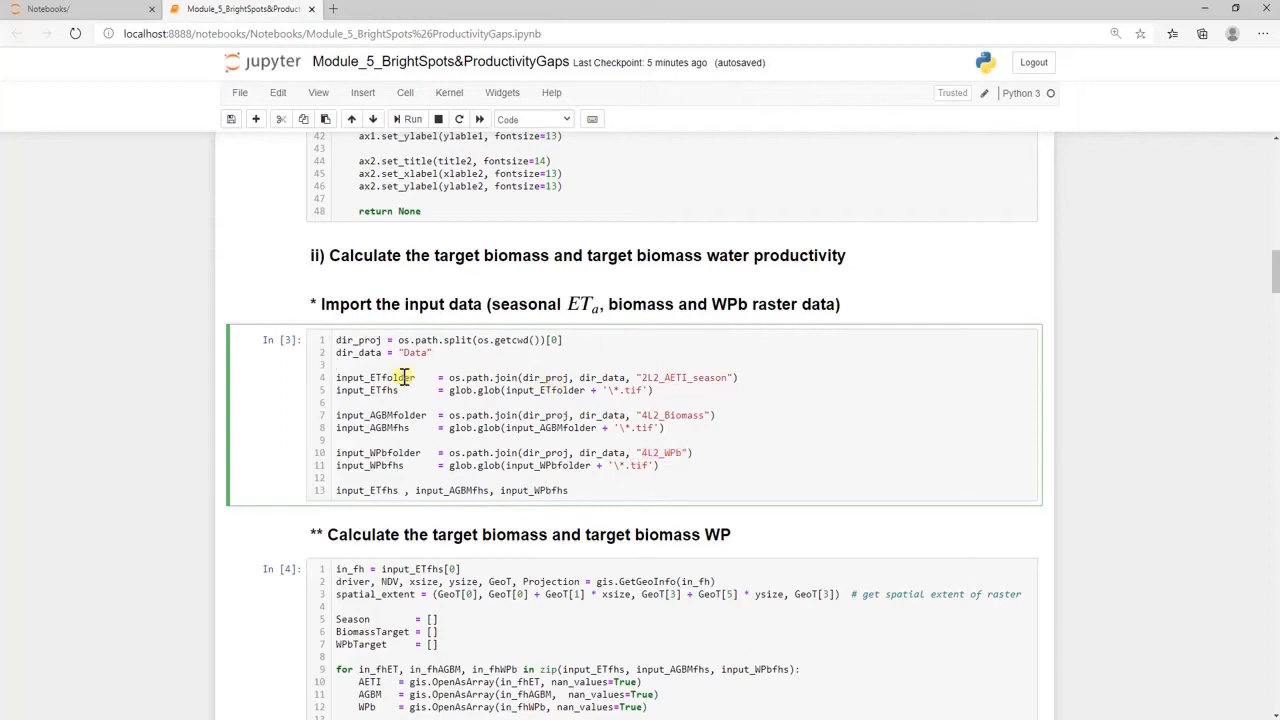 Notebooks/
Module_5_BrightSpots&Product
localhost:8888/notebooks/Notebooks/Module_5_BrightSpots%26ProductivityGaps.ipynb
jupyter Module_5_BrightSpots&ProductivityGaps Last Checkpoint: 5 minutes ago (autosaved) Logout
File Edit View Insert Cell Kernel Widgets Help Trusted Python 3
Run Code
42 ax1.set_ylabel(ylable1, fontsize=13)
43
44 ax2.set_title(title2, fontsize=14)
45 ax2.set_xlabel(xlable2, fontsize=13)
46 ax2.set_ylabel(ylable2, fontsize=13)
47
48 return None
ii) Calculate the target biomass and target biomass water productivity
* Import the input data (seasonal ETa, biomass and WPb raster data)
In [3]: 1 dir_proj = os.path.split(os.getcwd())[0]
2 dir_data = "Data"
3
4 input_ETfolder = os.path.join(dir_proj, dir_data, "2L2_AETI_season")
5 input_ETfhs = glob.glob(input_ETfolder + '\*.tif')
6
7 input_AGBMfolder = os.path.join(dir_proj, dir_data, "4L2_Biomass")
8 input_AGBMfhs = glob.glob(input_AGBMfolder + '\*.tif')
9
10 input_WPbfolder = os.path.join(dir_proj, dir_data, "4L2_WPb")
11 input_WPbfhs = glob.glob(input_WPbfolder + '\*.tif')
12
13 input_ETfhs , input_AGBMfhs, input_WPbfhs
** Calculate the target biomass and target biomass WP
In [4]: 1 in_fh = input_ETfhs[0]
2 driver, NDV, xsize, ysize, GeoT, Projection = gis.GetGeoInfo(in_fh)
3 spatial_extent = (GeoT[0], GeoT[0] + GeoT[1] * xsize, GeoT[3] + GeoT[5] * ysize, GeoT[3]) # get spatial extent of raster
4
5 Season = []
6 BiomassTarget = []
7 WPbTarget = []
8
9 for in_fhET, in_fhAGBM, in_fhWPb in zip(input_ETfhs, input_AGBMfhs, input_WPbfhs):
10 AETI = gis.OpenAsArray(in_fhET, nan_values=True)
11 AGBM = gis.OpenAsArray(in_fhAGBM, nan_values=True)
12 WPb = gis.OpenAsArray(in_fhWPb, nan_values=True)